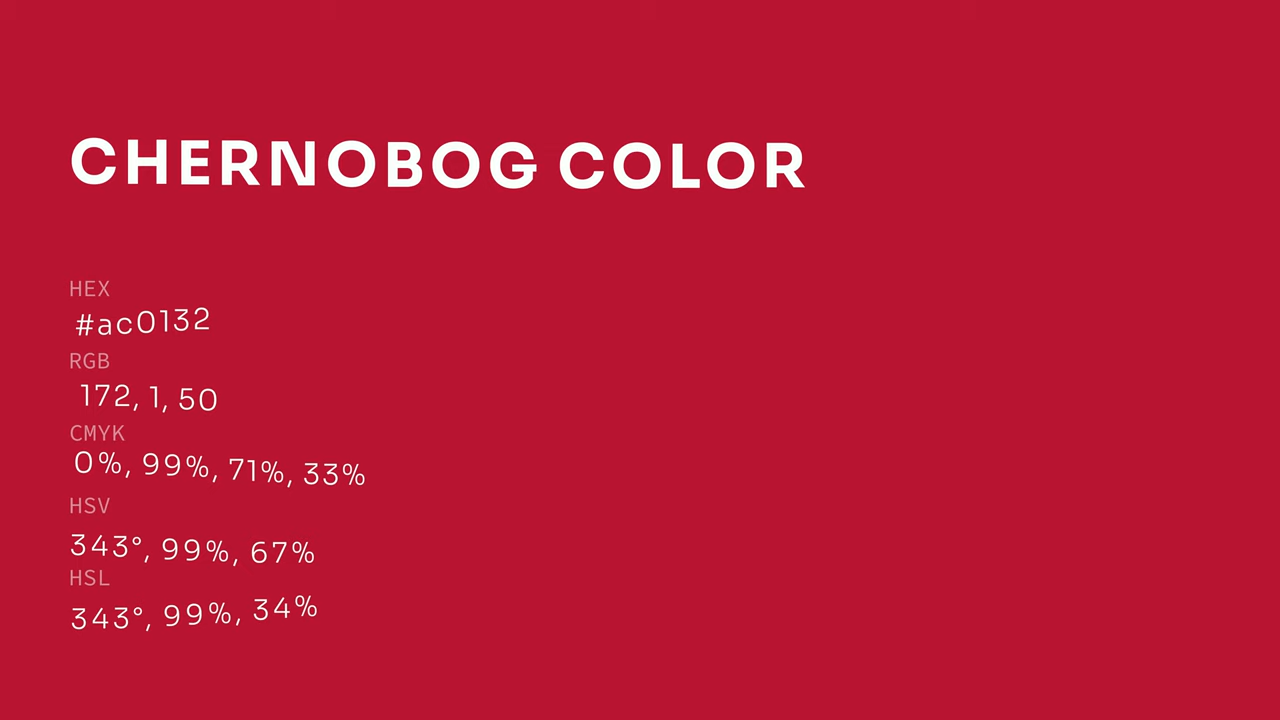 CHERNOBOG COLOR
HEX
#ac0132
RGB
172, 1, 50
CMYK
0%, 99%, 71%, 33%
HSV
343°, 99%, 67%
HSL
343°, 99%, 34%